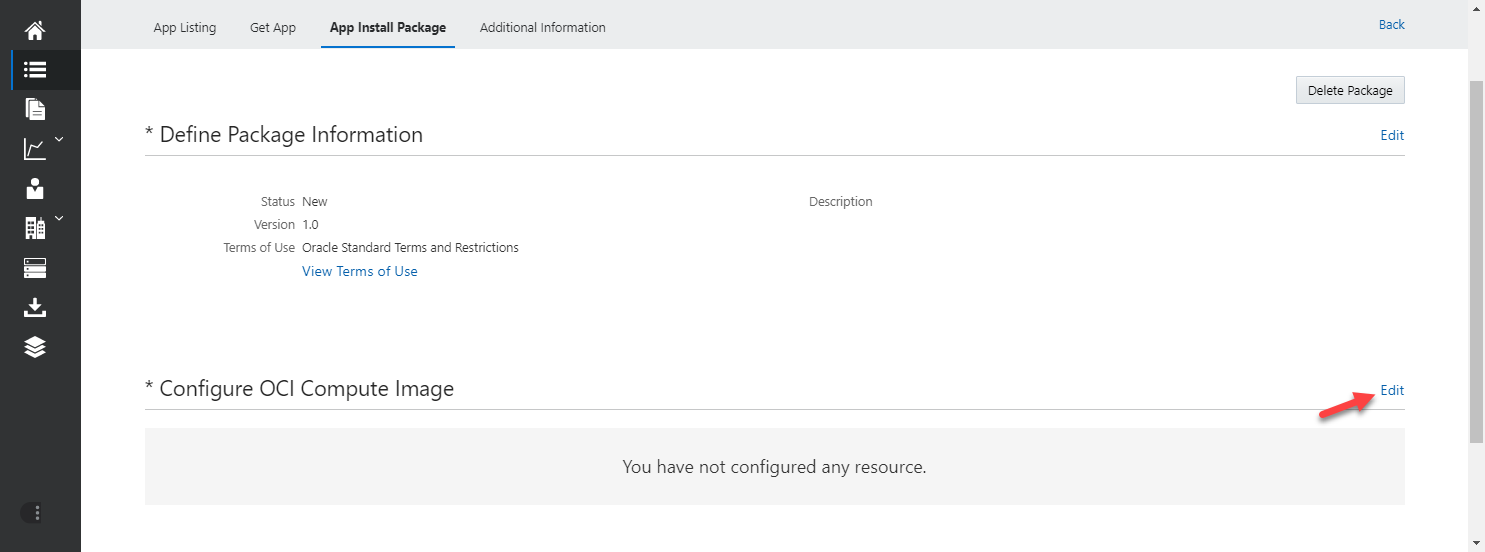 App Listing Get App App Install Package Additional Information Back
Delete Package
* Define Package Information Edit
Status New Description
Version 1.0
Terms of Use Oracle Standard Terms and Restrictions
View Terms of Use
* Configure OCI Compute Image Edit
You have not configured any resource.